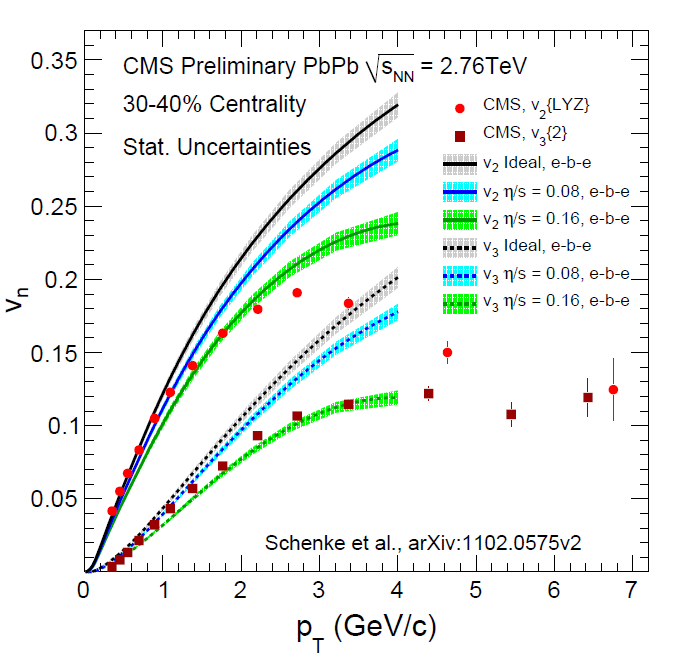 CMS Preliminary PbPb √sNN = 2.76TeV
30-40% Centrality
Stat. Uncertainties
CMS, v2{LYZ}
CMS, v3{2}
v2 Ideal, e-b-e
v2 η/s = 0.08, e-b-e
v2 η/s = 0.16, e-b-e
v3 Ideal, e-b-e
v3 η/s = 0.08, e-b-e
v3 η/s = 0.16, e-b-e
vn
0.35
0.3
0.25
0.2
0.15
0.1
0.05
Schenke et al., arXiv:1102.0575v2
0 1 2 3 4 5 6 7
pT (GeV/c)